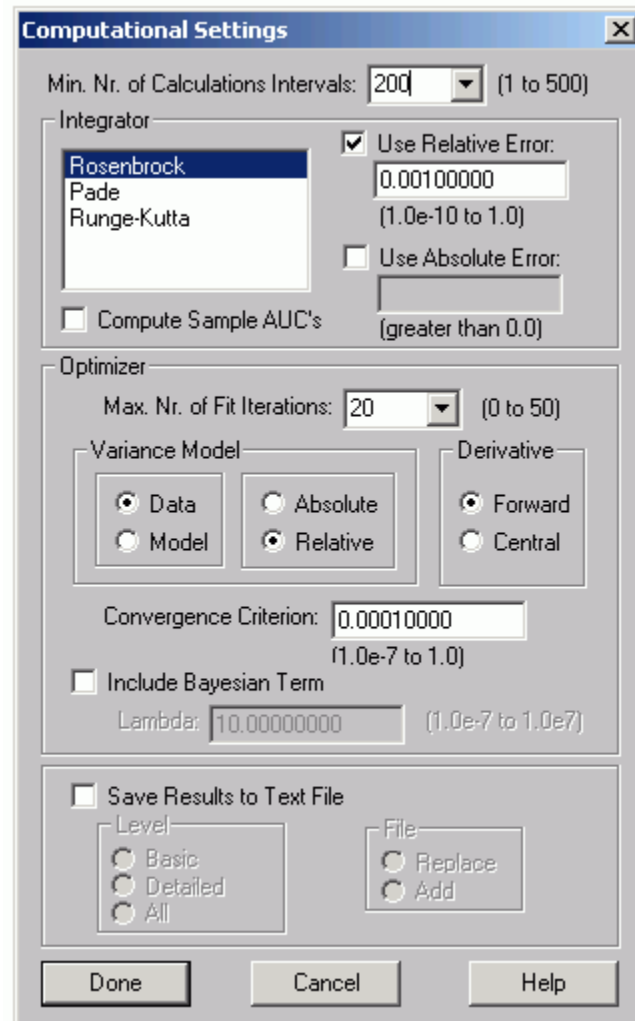 Computational Settings
Min. Nr. of Calculations Intervals: 200 (1 to 500)
Integrator
Rosenbrock
Pade
Runge-Kutta
Use Relative Error:
0.00100000
(1.0e-10 to 1.0)
Use Absolute Error:
(greater than 0.0)
Compute Sample AUC's
Optimizer
Max. Nr. of Fit Iterations: 20 (0 to 50)
Variance Model
Data
Model
Absolute
Relative
Derivative
Forward
Central
Convergence Criterion: 0.00010000
(1.0e-7 to 1.0)
Include Bayesian Term
Lambda: 10.00000000 (1.0e-7 to 1.0e7)
Save Results to Text File
Level
Basic
Detailed
All
File
Replace
Add
Done Cancel Help